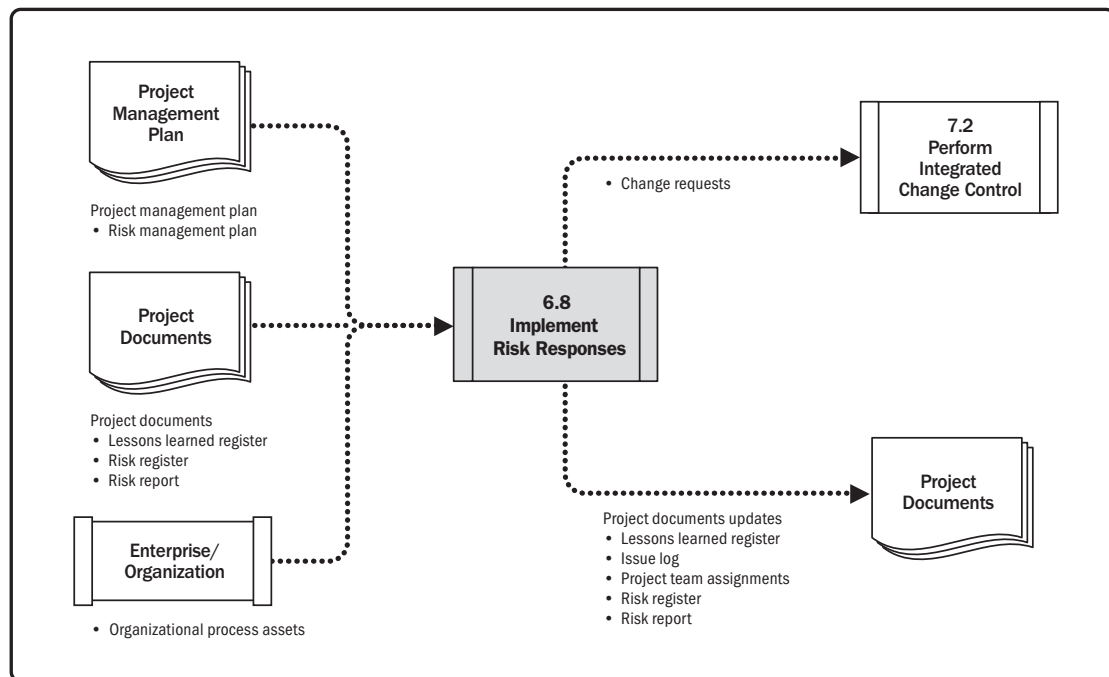 Project
Management
Plan
Project management plan
• Risk management plan
Project
Documents
Project documents
• Lessons learned register
• Risk register
• Risk report
Enterprise/
Organization
• Organizational process assets
6.8
Implement
Risk Responses
• Change requests
7.2
Perform
Integrated
Change Control
Project documents updates
• Lessons learned register
• Issue log
• Project team assignments
• Risk register
• Risk report
Project
Documents